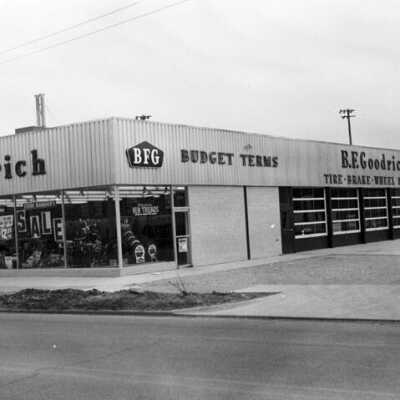 rich
BFG
BUDGET TERMS
B.F.Goodric
TIRE-BRAKE-WHEEL
SALE